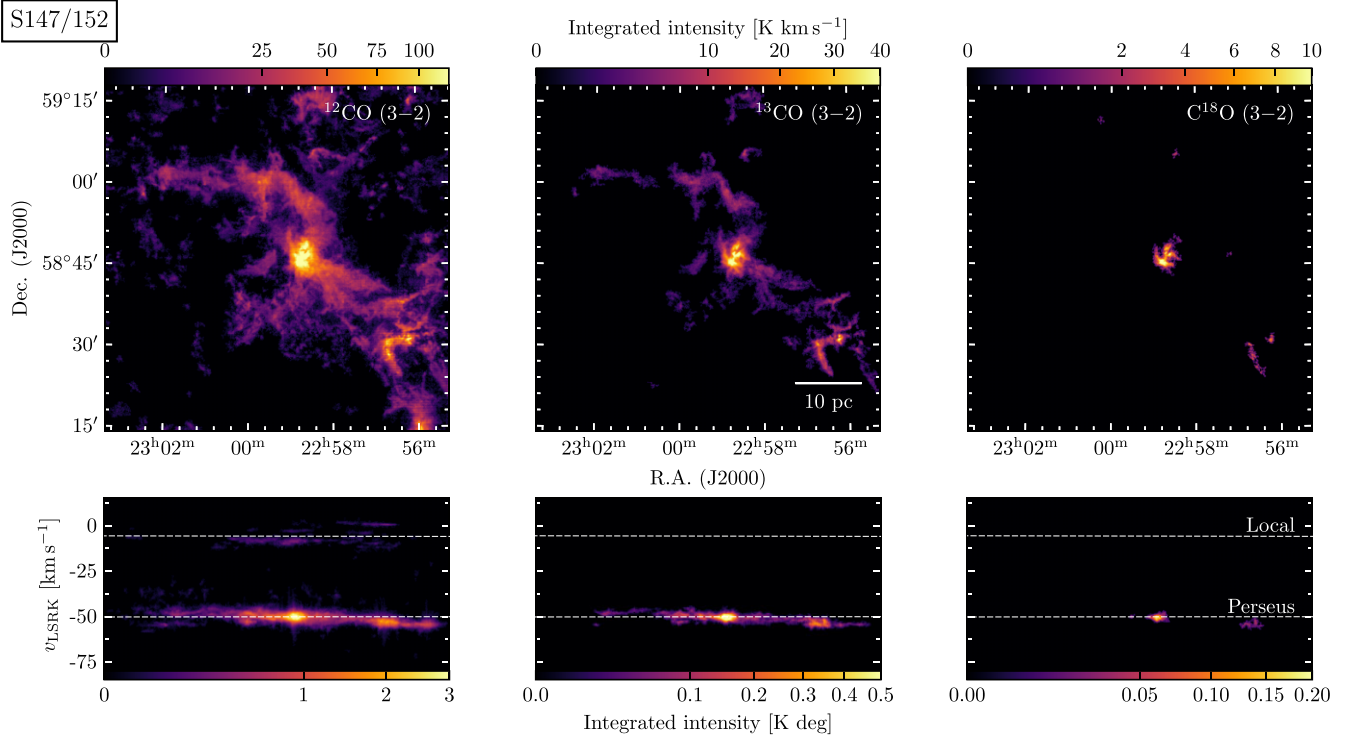 S147/152
Integrated intensity [K km s⁻¹]
0 25 50 75 100
0 10 20 30 40
0 2 4 6 8 10
¹²CO (3−2)
¹³CO (3−2)
C¹⁸O (3−2)
59°15′
00′
58°45′
30′
15′
Dec. (J2000)
10 pc
23ʰ02ᵐ 00ᵐ 22ʰ58ᵐ 56ᵐ
23ʰ02ᵐ 00ᵐ 22ʰ58ᵐ 56ᵐ
23ʰ02ᵐ 00ᵐ 22ʰ58ᵐ 56ᵐ
R.A. (J2000)
0
-25
-50
-75
v_LSRK [km s⁻¹]
Local
Perseus
0 1 2 3
0.0 0.1 0.2 0.3 0.4 0.5
0.00 0.05 0.10 0.15 0.20
Integrated intensity [K deg]